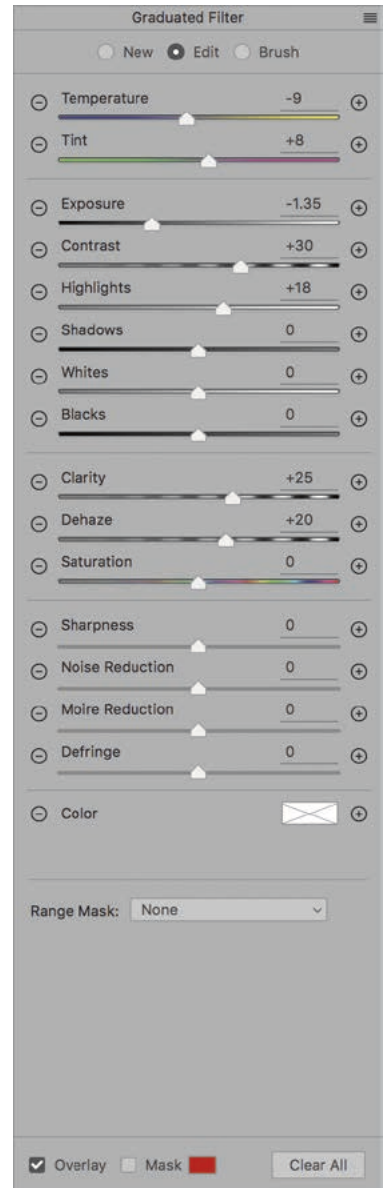 Graduated Filter
New Edit Brush
Temperature -9
Tint +8
Exposure -1.35
Contrast +30
Highlights +18
Shadows 0
Whites 0
Blacks 0
Clarity +25
Dehaze +20
Saturation 0
Sharpness 0
Noise Reduction 0
Moire Reduction 0
Defringe 0
Color
Range Mask: None
Overlay Mask Clear All